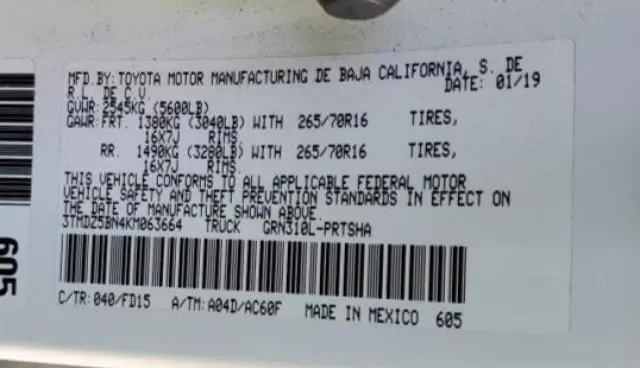 MFD.BY:TOYOTA MOTOR MANUFACTURING DE BAJA CALIFORNIA, S. DE
R.L. DE C.V. DATE: 01/19
GVWR:2545KG (5600LB)
GAWR:FRT. 1380KG (3040LB) WITH 265/70R16 TIRES,
16X7J RIMS.
RR. 1490KG (3280LB) WITH 265/70R16 TIRES,
16X7J RIMS.
THIS VEHICLE CONFORMS TO ALL APPLICABLE FEDERAL MOTOR
VEHICLE SAFETY AND THEFT PREVENTION STANDARDS IN EFFECT ON
THE DATE OF MANUFACTURE SHOWN ABOVE.
3TMDZ5BN4KM063664 TRUCK GRN310L-PRTSHA
C/TR:040/FD15 A/TM:A04D/AC60F MADE IN MEXICO 605
605